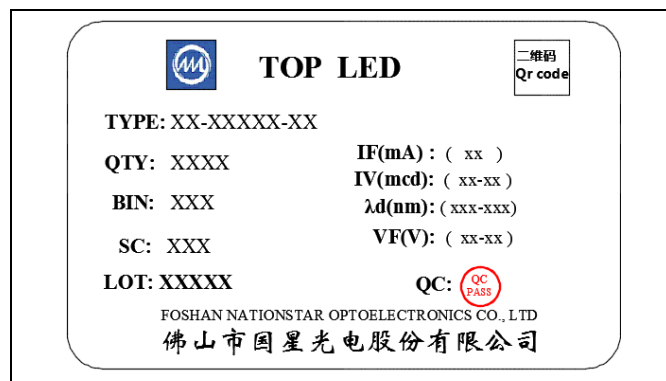 TOP LED
二维码
Qr code
TYPE: XX-XXXXX-XX
QTY: XXXX
IF(mA) : ( xx )
IV(mcd): ( xx-xx )
BIN: XXX
λd(nm): (xxx-xxx)
SC: XXX
VF(V): ( xx-xx )
LOT: XXXXX
QC:
QC
PASS
FOSHAN NATIONSTAR OPTOELECTRONICS CO., LTD
佛山市国星光电股份有限公司